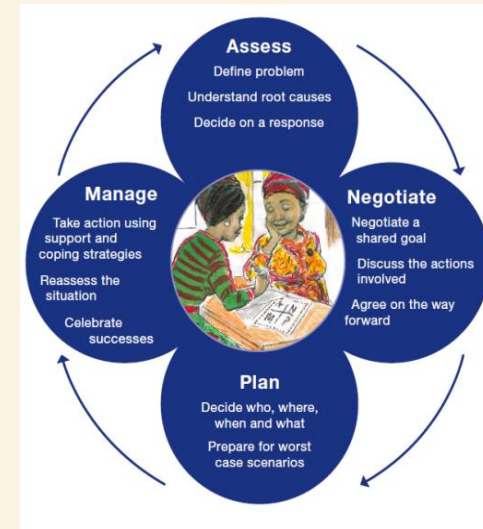 Assess
Define problem
Understand root causes
Decide on a response
Negotiate
Negotiate a
shared goal
Discuss the actions
involved
Agree on the way
forward
Plan
Decide who, where,
when and what
Prepare for worst
case scenarios
Manage
Take action using
support and
coping strategies
Reassess the
situation
Celebrate
successes